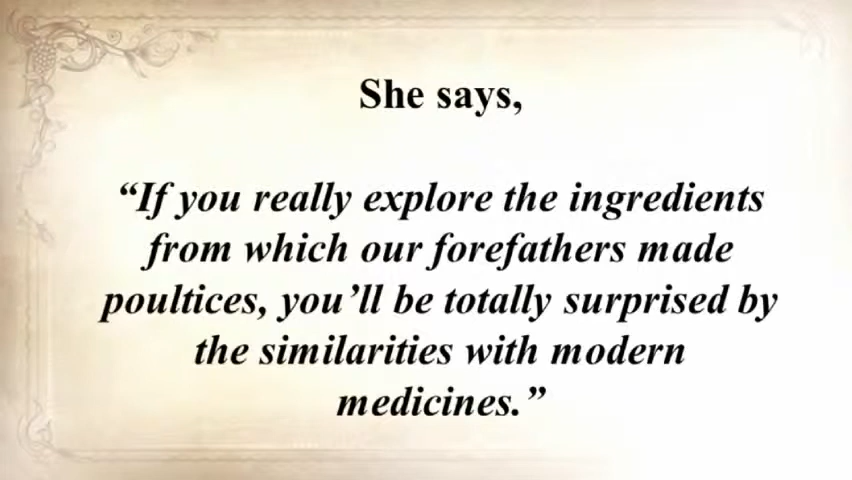 She says,
“If you really explore the ingredients
from which our forefathers made
poultices, you’ll be totally surprised by
the similarities with modern
medicines.”